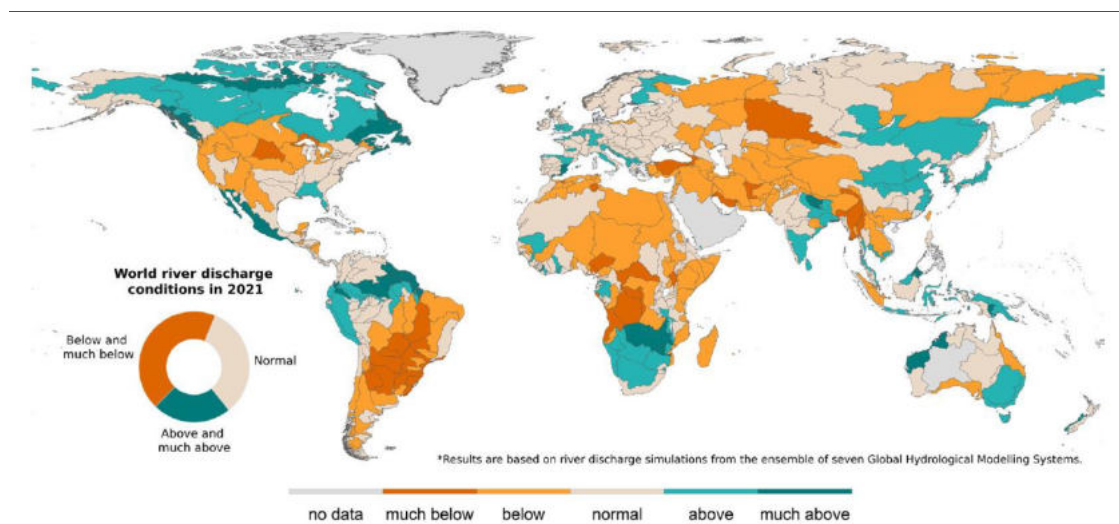 World river discharge
conditions in 2021
Below and
much below
Normal
Above and
much above
*Results are based on river discharge simulations from the ensemble of seven Global Hydrological Modelling Systems.
no data much below below normal above much above